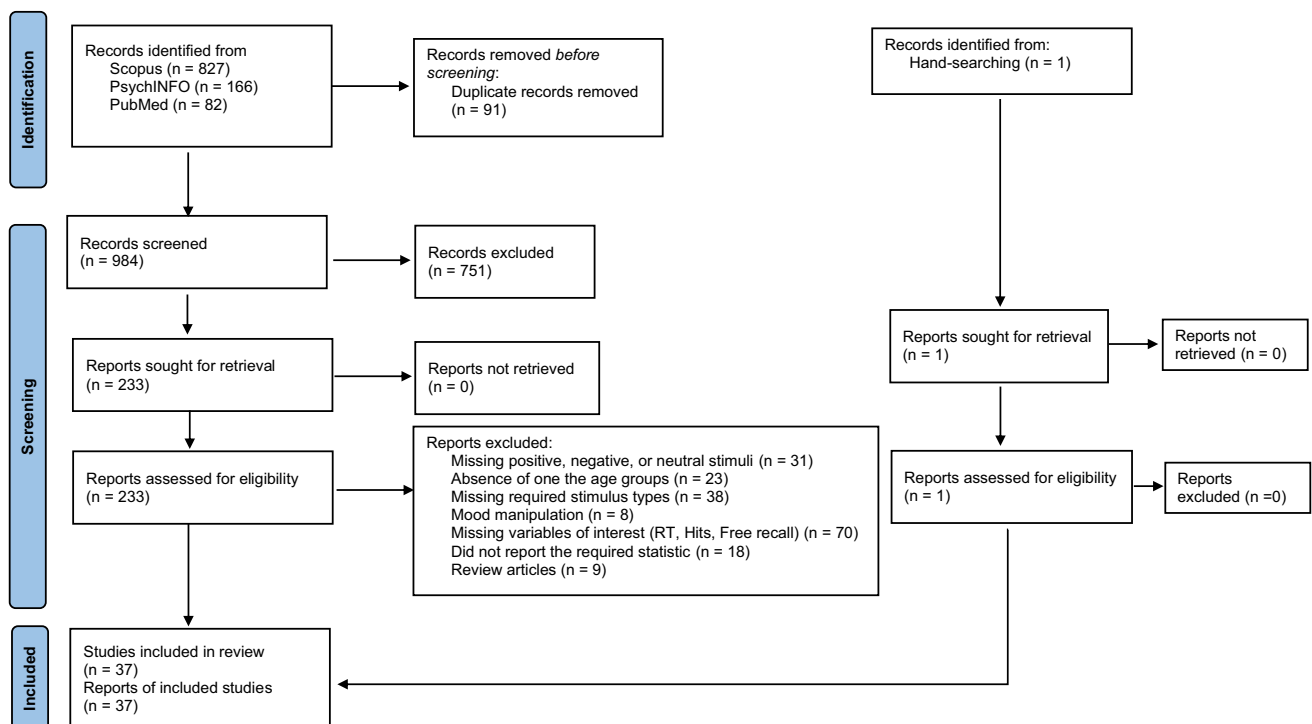 Identification
Records identified from
Scopus (n = 827)
PsychINFO (n = 166)
PubMed (n = 82)
Records removed before
screening:
Duplicate records removed
(n = 91)
Records identified from:
Hand-searching (n = 1)
Screening
Records screened
(n = 984)
Records excluded
(n = 751)
Reports sought for retrieval
(n = 233)
Reports not retrieved
(n = 0)
Reports sought for retrieval
(n = 1)
Reports not
retrieved (n = 0)
Reports assessed for eligibility
(n = 233)
Reports excluded:
Missing positive, negative, or neutral stimuli (n = 31)
Absence of one the age groups (n = 23)
Missing required stimulus types (n = 38)
Mood manipulation (n = 8)
Missing variables of interest (RT, Hits, Free recall) (n = 70)
Did not report the required statistic (n = 18)
Review articles (n = 9)
Reports assessed for eligibility
(n = 1)
Reports
excluded (n =0)
Included
Studies included in review
(n = 37)
Reports of included studies
(n = 37)